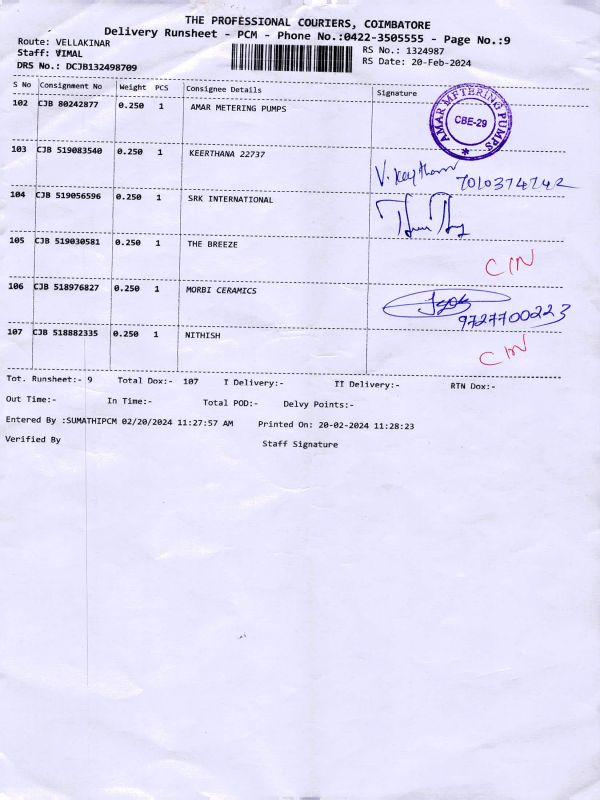 THE PROFESSIONAL COURIERS, COIMBATORE
Delivery Runsheet - PCM - Phone No.:0422-3505555 - Page No.:9
Route: VELLAKINAR
RS No.: 1324987
Staff: VIMAL
RS Date: 20-Feb-2024
DRS No.: DCJB132498709
S No Consignment No Weight PCS Consignee Details Signature
102 CJB 80242877 0.250 1 AMAR METERING PUMPS
AMAR METERING PUMPS
CBE-29
103 CJB 519083540 0.250 1 KEERTHANA 22737
7010374742
104 CJB 519056596 0.250 1 SRK INTERNATIONAL
105 CJB 519030581 0.250 1 THE BREEZE
C/N
106 CJB 518976827 0.250 1 MORBI CERAMICS
9727700223
107 CJB 518882335 0.250 1 NITHISH
C/N
Tot. Runsheet:- 9 Total Dox:- 107 I Delivery:- II Delivery:- RTN Dox:-
Out Time:- In Time:- Total POD:- Delvy Points:-
Entered By :SUMATHIPCM 02/20/2024 11:27:57 AM Printed On: 20-02-2024 11:28:23
Verified By Staff Signature